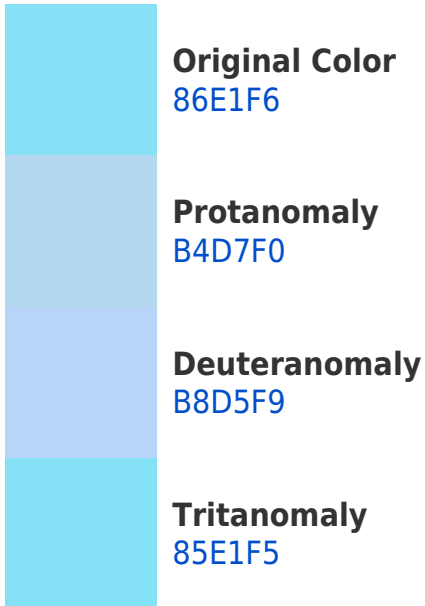 Original Color
86E1F6
Protanomaly
B4D7F0
Deuteranomaly
B8D5F9
Tritanomaly
85E1F5